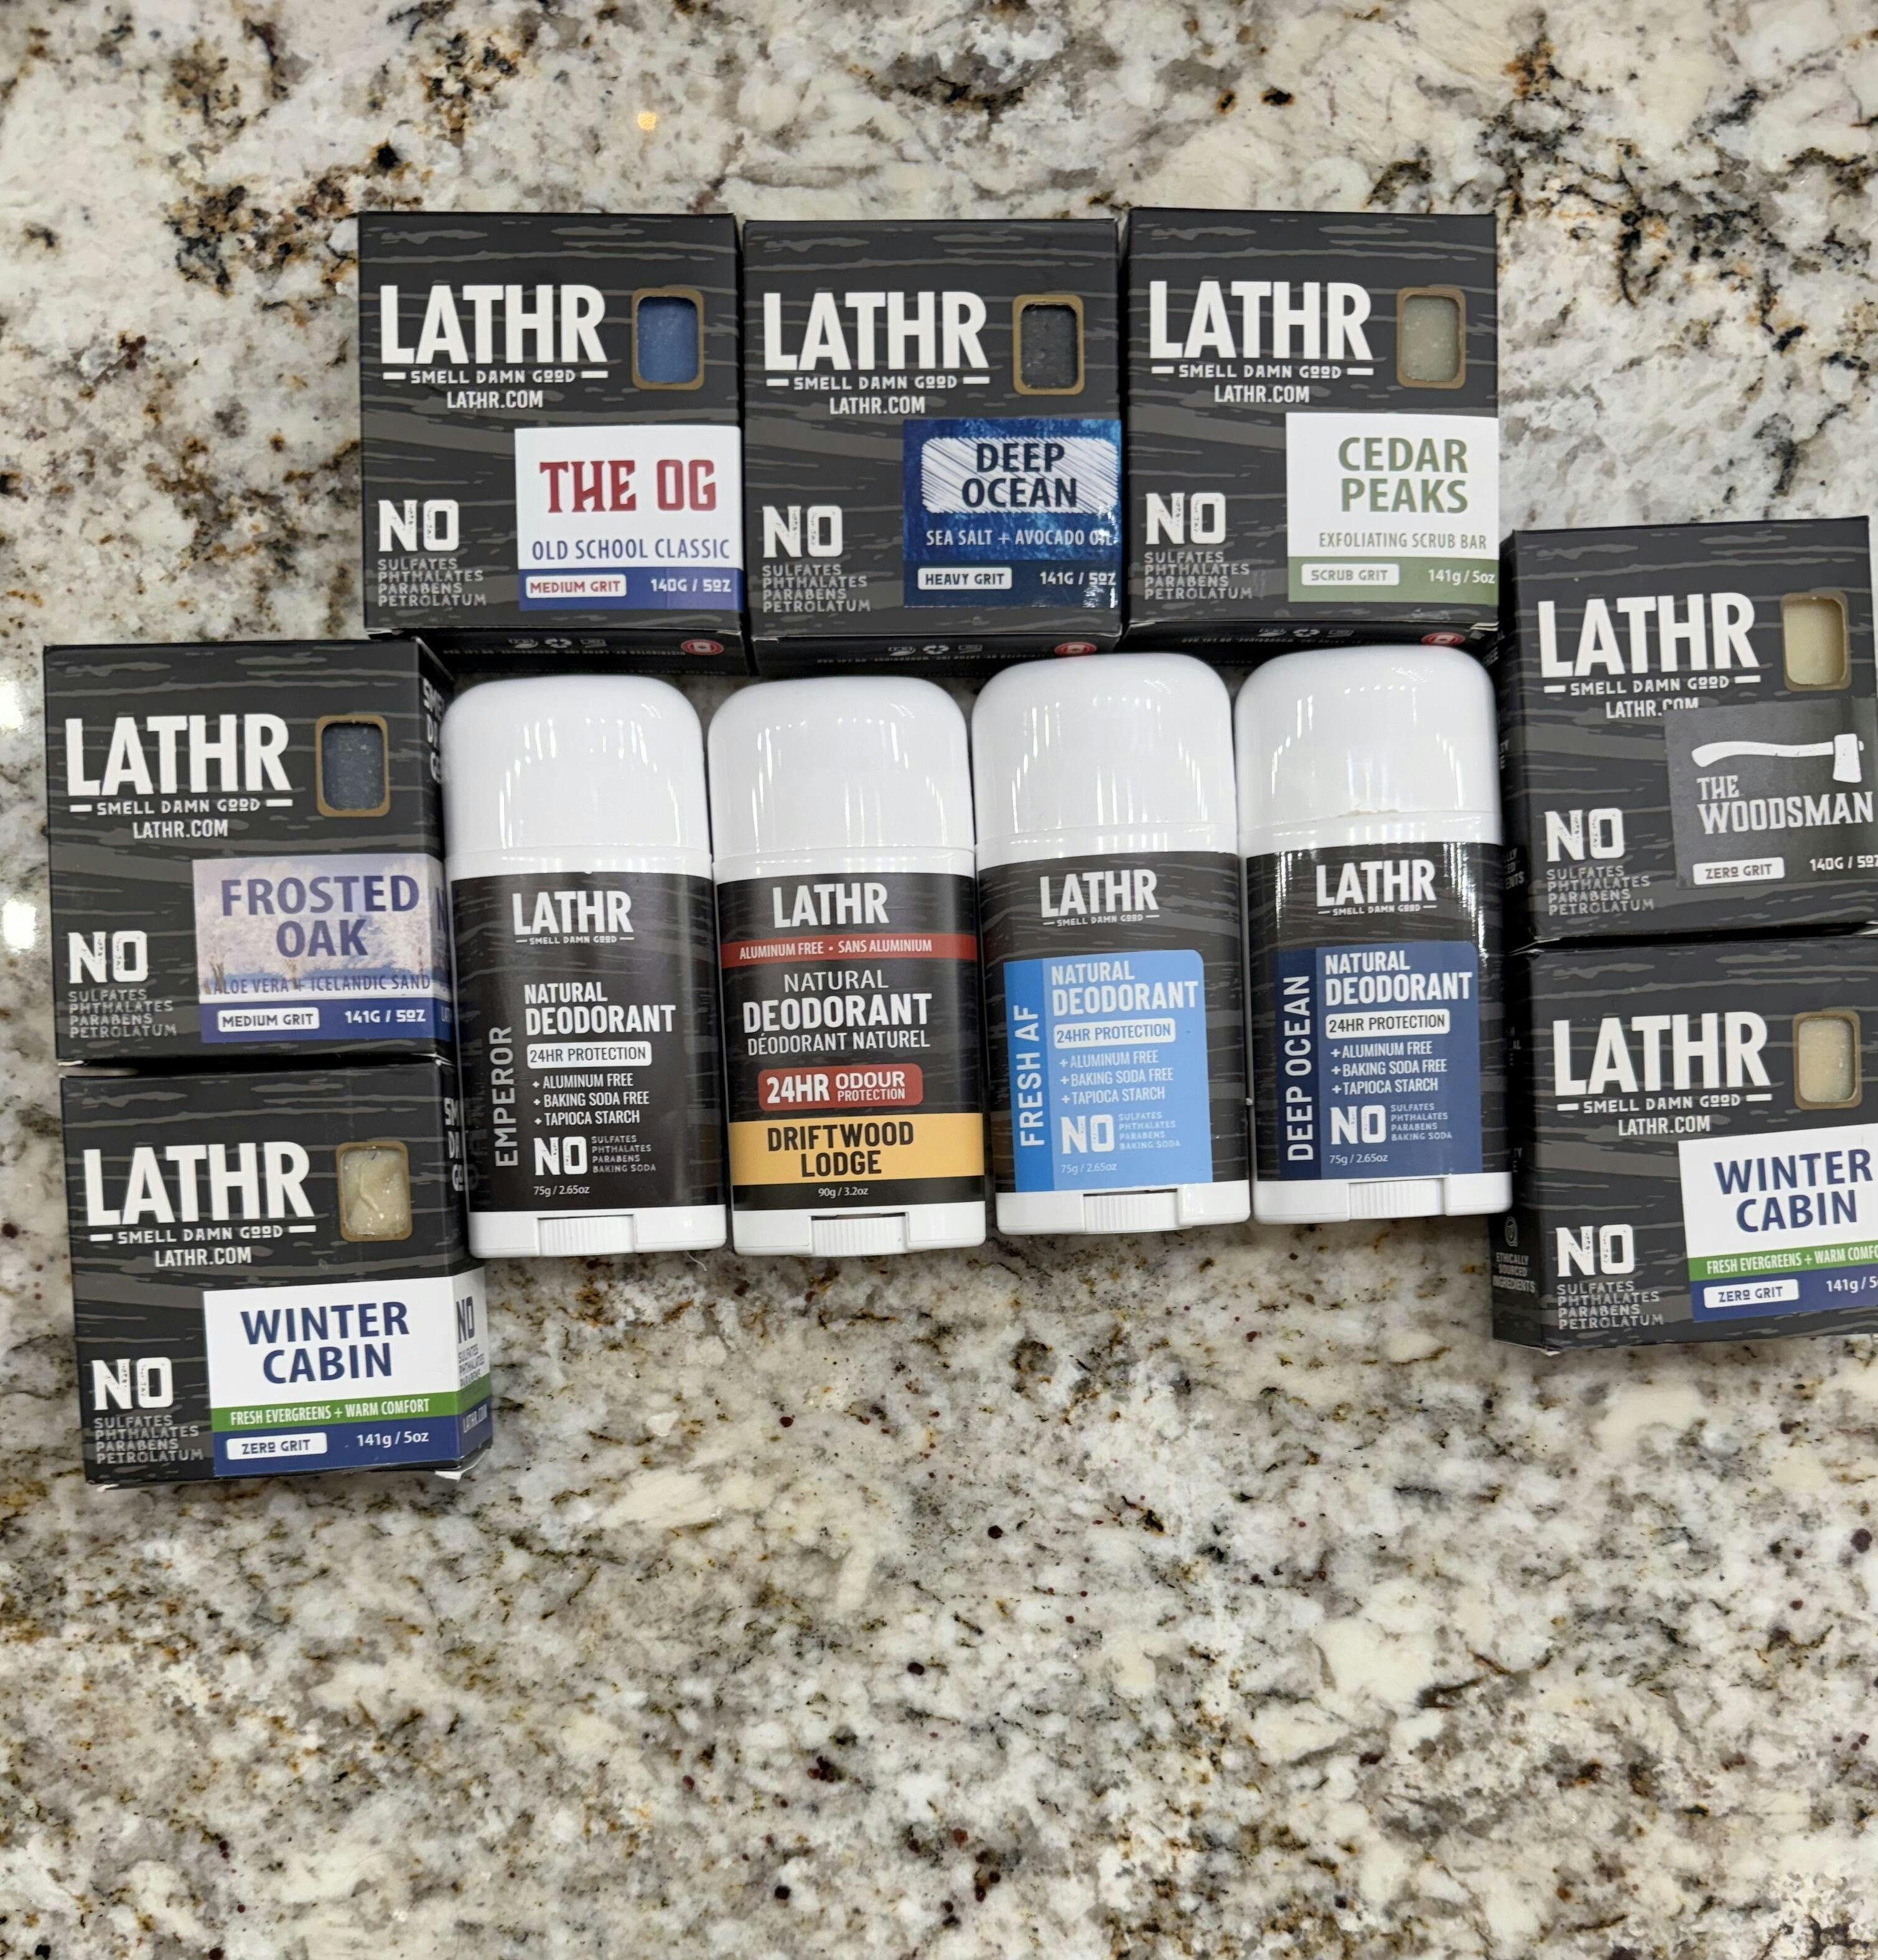 LATHR
SMELL DAMN GOOD
LATHR.COM
THE OG
OLD SCHOOL CLASSIC
MEDIUM GRIT 140G / 5OZ
NO
SULFATES
PHTHALATES
PARABENS
PETROLATUM
LATHR
SMELL DAMN GOOD
LATHR.COM
DEEP
OCEAN
SEA SALT + AVOCADO OIL
HEAVY GRIT 141G / 5OZ
NO
SULFATES
PHTHALATES
PARABENS
PETROLATUM
LATHR
SMELL DAMN GOOD
LATHR.COM
CEDAR
PEAKS
EXFOLIATING SCRUB BAR
SCRUB GRIT 141g / 5oz
NO
SULFATES
PHTHALATES
PARABENS
PETROLATUM
LATHR
SMELL DAMN GOOD
LATHR.COM
THE
WOODSMAN
ZERO GRIT 140G / 5OZ
NO
SULFATES
PHTHALATES
PARABENS
PETROLATUM
LATHR
SMELL DAMN GOOD
LATHR.COM
FROSTED
OAK
ALOE VERA + ICELANDIC SAND
MEDIUM GRIT 141G / 5OZ
NO
SULFATES
PHTHALATES
PARABENS
PETROLATUM
LATHR
SMELL DAMN GOOD
EMPEROR
NATURAL
DEODORANT
24HR PROTECTION
+ ALUMINUM FREE
+ BAKING SODA FREE
+ TAPIOCA STARCH
NO
SULFATES
PHTHALATES
PARABENS
BAKING SODA
75g / 2.65oz
LATHR
ALUMINUM FREE • SANS ALUMINIUM
NATURAL
DEODORANT
DÉODORANT NATUREL
24HR ODOUR
PROTECTION
DRIFTWOOD
LODGE
90g / 3.2oz
LATHR
SMELL DAMN GOOD
FRESH AF
NATURAL
DEODORANT
24HR PROTECTION
+ ALUMINUM FREE
+ BAKING SODA FREE
+ TAPIOCA STARCH
NO
SULFATES
PHTHALATES
PARABENS
BAKING SODA
75g / 2.65oz
LATHR
SMELL DAMN GOOD
DEEP OCEAN
NATURAL
DEODORANT
24HR PROTECTION
+ ALUMINUM FREE
+ BAKING SODA FREE
+ TAPIOCA STARCH
NO
SULFATES
PHTHALATES
PARABENS
BAKING SODA
75g / 2.65oz
LATHR
SMELL DAMN GOOD
LATHR.COM
WINTER
CABIN
FRESH EVERGREENS + WARM COMFORT
ZERO GRIT 141g / 5oz
NO
SULFATES
PHTHALATES
PARABENS
PETROLATUM
NO
LATHR.COM
ETHICALLY
SOURCED
INGREDIENTS
LATHR
SMELL DAMN GOOD
LATHR.COM
WINTER
CABIN
FRESH EVERGREENS + WARM COMFO
ZERO GRIT 141g / 5
NO
SULFATES
PHTHALATES
PARABENS
PETROLATUM